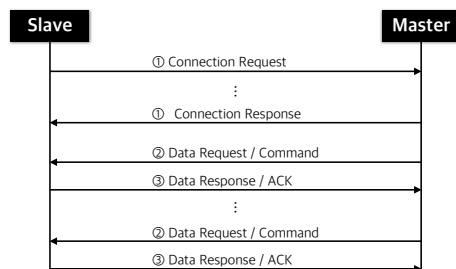 Slave Master
① Connection Request
⋮
① Connection Response
② Data Request / Command
③ Data Response / ACK
⋮
② Data Request / Command
③ Data Response / ACK